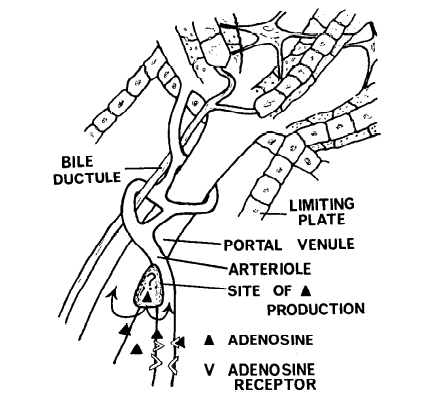 BILE
DUCTULE
LIMITING
PLATE
PORTAL VENULE
ARTERIOLE
?
SITE OF ▲
PRODUCTION
▲ ADENOSINE
V ADENOSINE
RECEPTOR